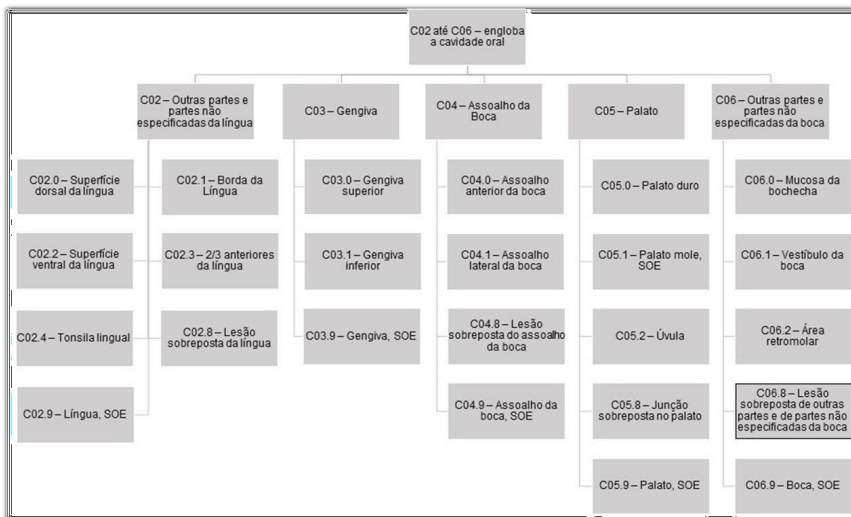 C02 até C06 – engloba
a cavidade oral
C02 – Outras partes e
partes não
especificadas da língua
C03 – Gengiva
C04 – Assoalho da
Boca
C05 – Palato
C06 – Outras partes e
partes não
especificadas da boca
C02.0 – Superfície
dorsal da língua
C02.1 – Borda da
Língua
C03.0 – Gengiva
superior
C04.0 – Assoalho
anterior da boca
C05.0 – Palato duro
C06.0 – Mucosa da
bochecha
C02.2 – Superfície
ventral da língua
C02.3 – 2/3 anteriores
da língua
C03.1 – Gengiva
inferior
C04.1 – Assoalho
lateral da boca
C05.1 – Palato mole,
SOE
C06.1 – Vestíbulo da
boca
C02.4 – Tonsila lingual
C02.8 – Lesão
sobreposta da língua
C03.9 – Gengiva, SOE
C04.8 – Lesão
sobreposta do assoalho
da boca
C05.2 – Úvula
C06.2 – Área
retromolar
C02.9 – Língua, SOE
C04.9 – Assoalho da
boca, SOE
C05.8 – Junção
sobreposta no palato
C06.8 – Lesão
sobreposta de outras
partes e de partes não
especificadas da boca
C05.9 – Palato, SOE
C06.9 – Boca, SOE